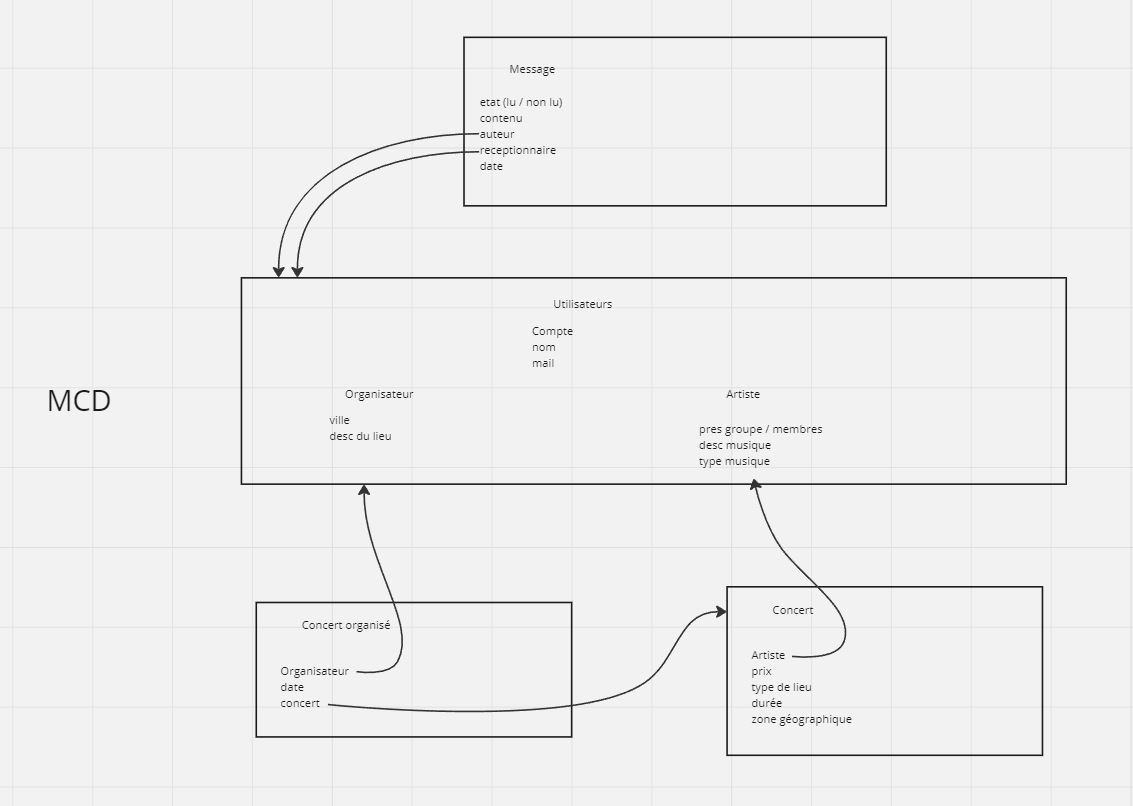 Message
etat (lu / non lu)
contenu
auteur
receptionnaire
date
Utilisateurs
Compte
nom
mail
MCD
Organisateur
ville
desc du lieu
Artiste
pres groupe / membres
desc musique
type musique
Concert organisé
Organisateur
date
concert
Concert
Artiste
prix
type de lieu
durée
zone géographique